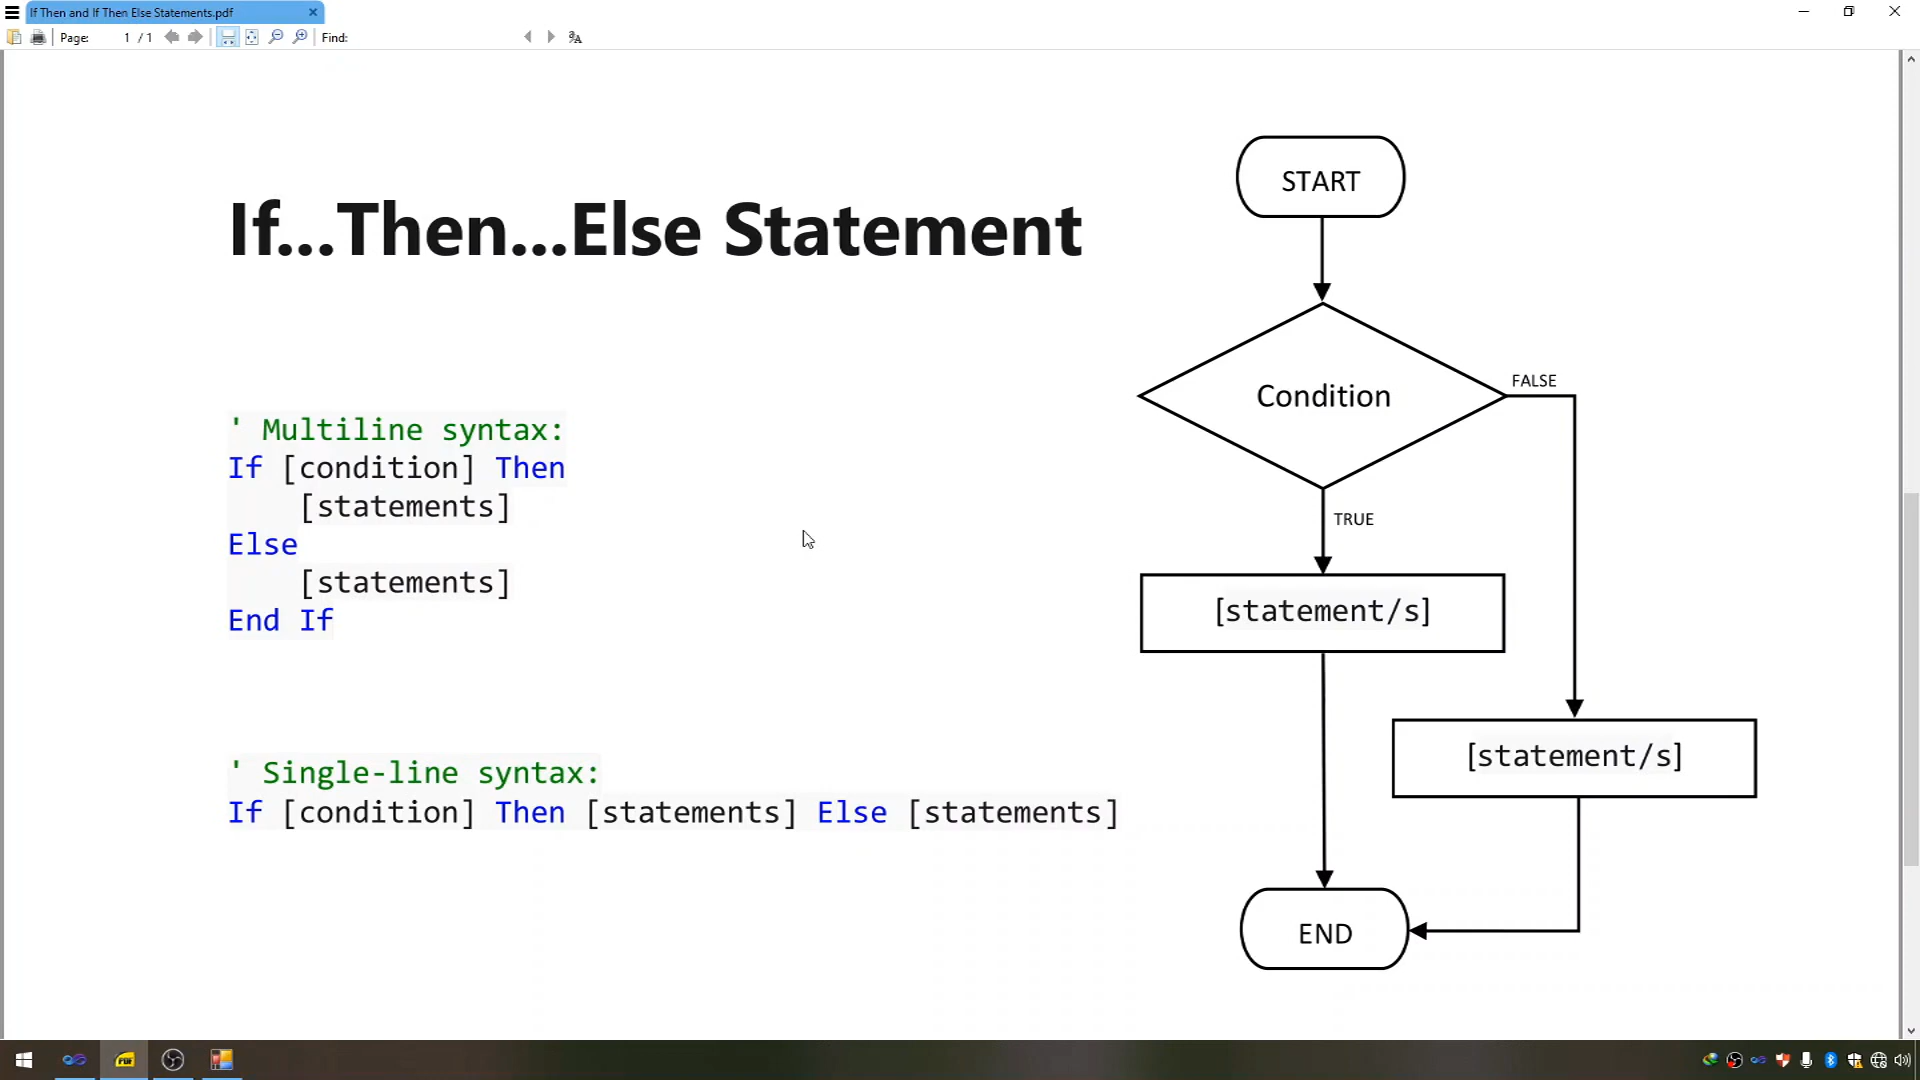 If Then and If Then Else Statements.pdf
Page: 1 / 1 Find:
If...Then...Else Statement
' Multiline syntax:
If [condition] Then
[statements]
Else
[statements]
End If
' Single-line syntax:
If [condition] Then [statements] Else [statements]
START
Condition
FALSE
TRUE
[statement/s]
[statement/s]
END
PDF